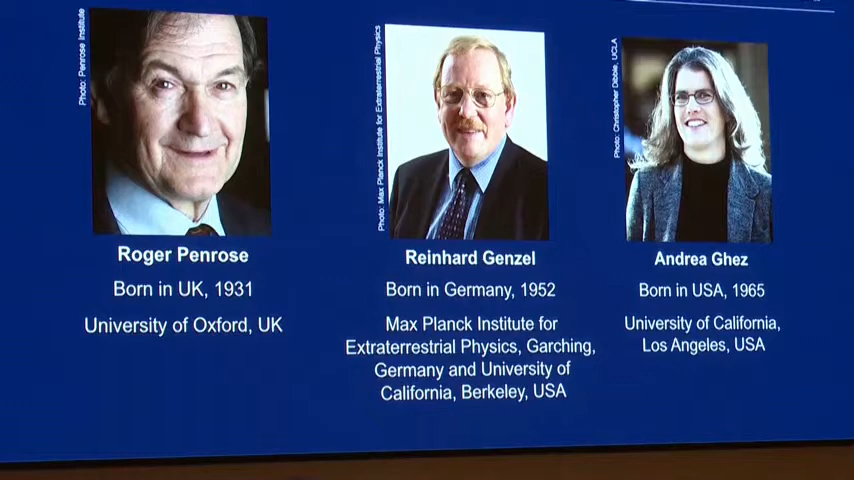 Photo: Penrose Institute
Roger Penrose
Born in UK, 1931
University of Oxford, UK
Photo: Max Planck Institute for Extraterrestrial Physics
Reinhard Genzel
Born in Germany, 1952
Max Planck Institute for
Extraterrestrial Physics, Garching,
Germany and University of
California, Berkeley, USA
Photo: Christopher Dibble, UCLA
Andrea Ghez
Born in USA, 1965
University of California,
Los Angeles, USA